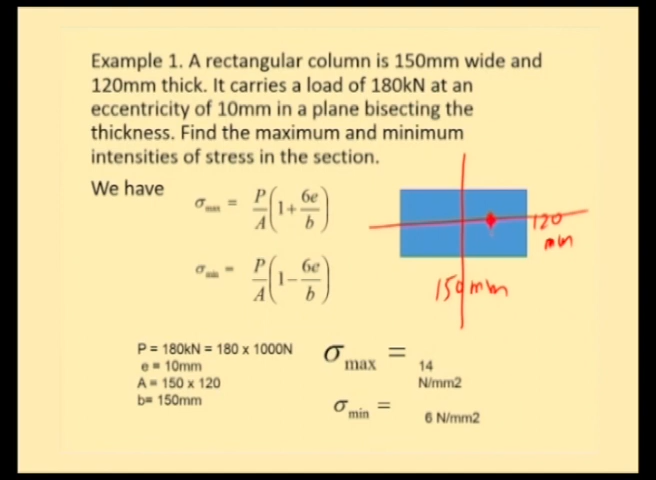 Example 1. A rectangular column is 150mm wide and
120mm thick. It carries a load of 180kN at an
eccentricity of 10mm in a plane bisecting the
thickness. Find the maximum and minimum
intensities of stress in the section.
We have
σmax = P/A (1 + 6e/b)
σmin = P/A (1 − 6e/b)
120
mm
150mm
P = 180kN = 180 x 1000N
e = 10mm
A = 150 x 120
b= 150mm
σmax =
14
N/mm2
σmin =
6 N/mm2